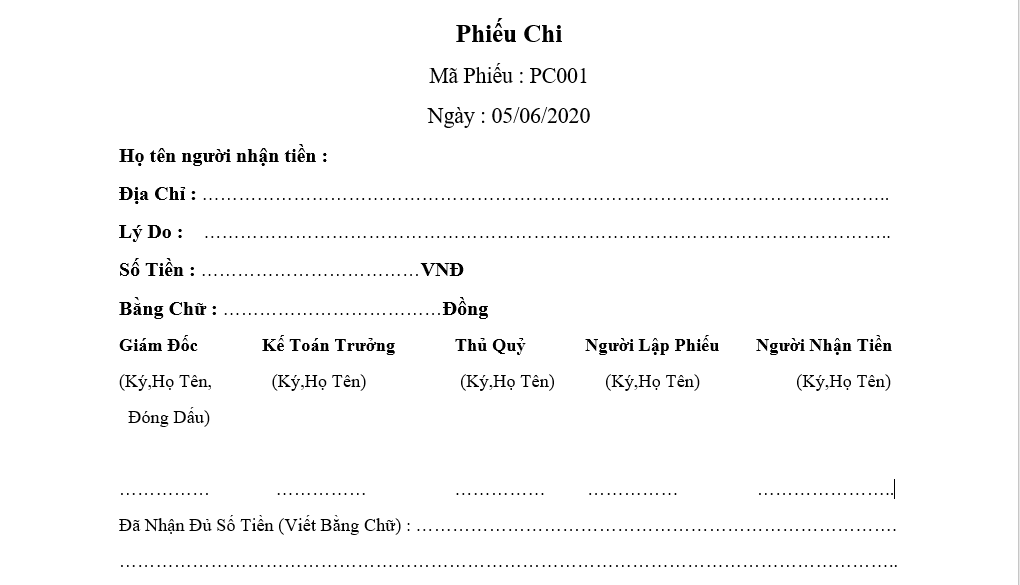 Phiếu Chi
Mã Phiếu : PC001
Ngày : 05/06/2020
Họ tên người nhận tiền :
Địa Chỉ : …………………………………………………………………………………………………..
Lý Do : …………………………………………………………………………………………………..
Số Tiền : ………………………………VNĐ
Bằng Chữ : ………………………………Đồng
Giám Đốc Kế Toán Trưởng Thủ Quỷ Người Lập Phiếu Người Nhận Tiền
(Ký,Họ Tên, (Ký,Họ Tên) (Ký,Họ Tên) (Ký,Họ Tên) (Ký,Họ Tên)
Đóng Dấu)
…………… …………… …………… …………… …………………..
Đã Nhận Đủ Số Tiền (Viết Bằng Chữ) : …………………………………………………………………….
………………………………………………………………………………………………………………..